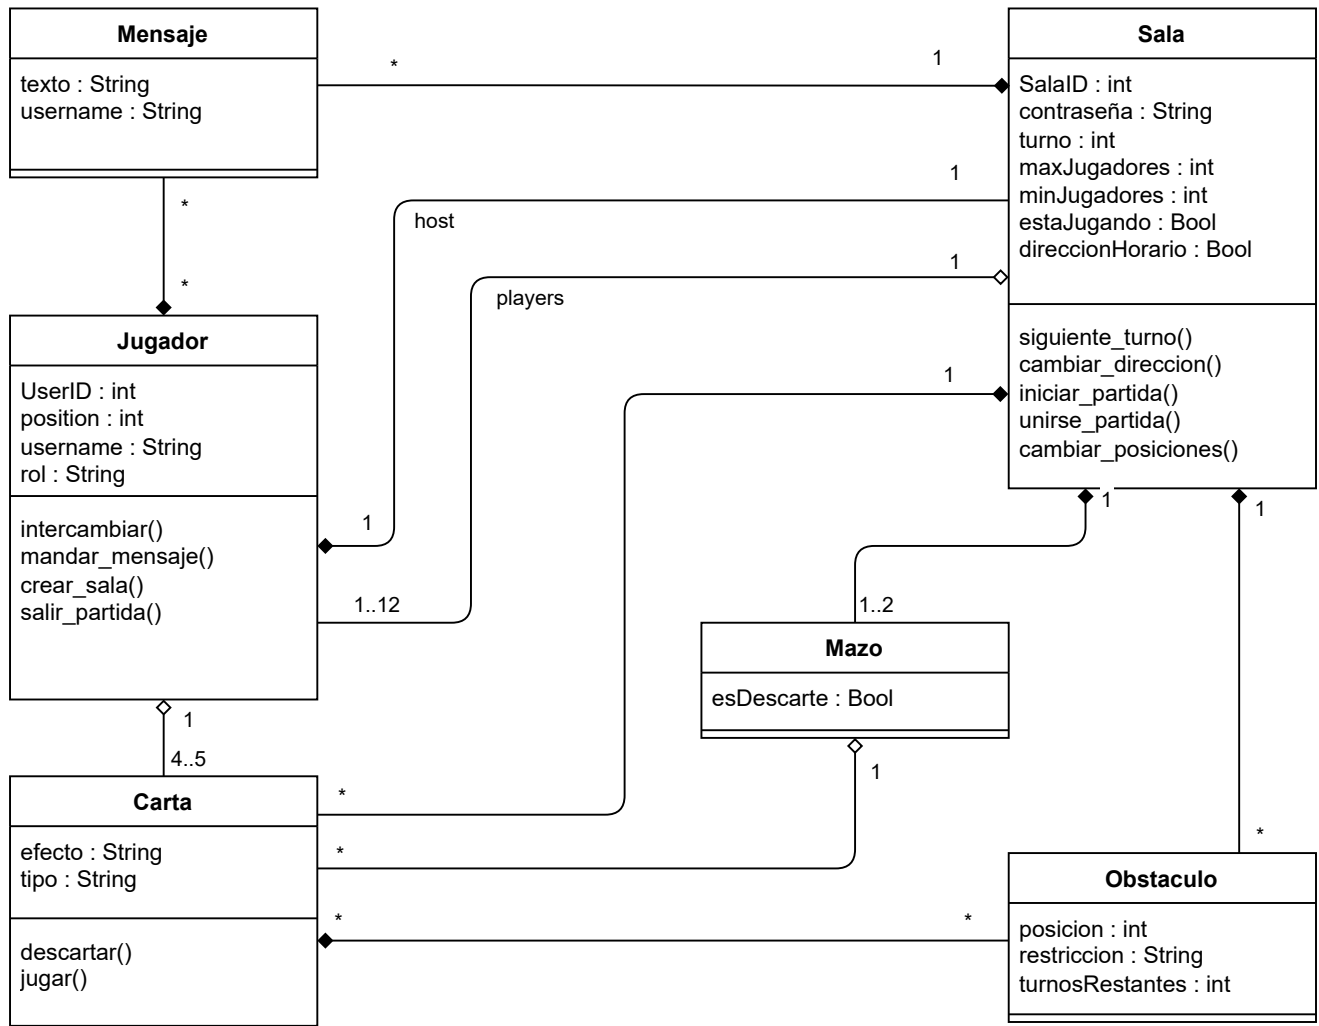 Mensaje
texto : String
username : String
*
1
Sala
SalaID : int
contraseña : String
turno : int
maxJugadores : int
minJugadores : int
estaJugando : Bool
direccionHorario : Bool
siguiente_turno()
cambiar_direccion()
iniciar_partida()
unirse_partida()
cambiar_posiciones()
*
*
1
host
1
1
players
1..12
1
Jugador
UserID : int
position : int
username : String
rol : String
intercambiar()
mandar_mensaje()
crear_sala()
salir_partida()
1
4..5
1
1
1..2
Mazo
esDescarte : Bool
1
Carta
efecto : String
tipo : String
descartar()
jugar()
*
*
*
*
*
Obstaculo
posicion : int
restriccion : String
turnosRestantes : int